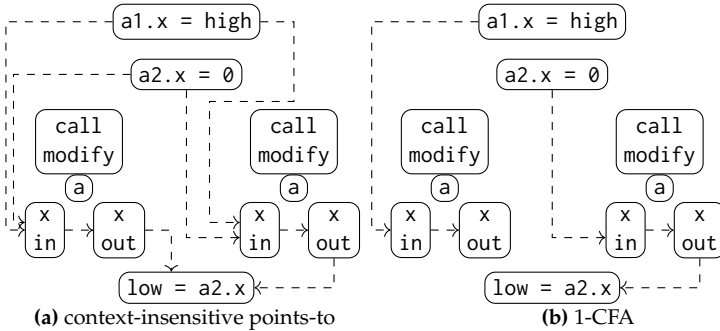 a1.x = high
a1.x = high
a2.x = 0
a2.x = 0
call
modify
call
modify
call
modify
call
modify
a
a
a
a
x
in
x
out
x
in
x
out
x
in
x
out
x
in
x
out
low = a2.x
low = a2.x
(a) context-insensitive points-to
(b) 1-CFA